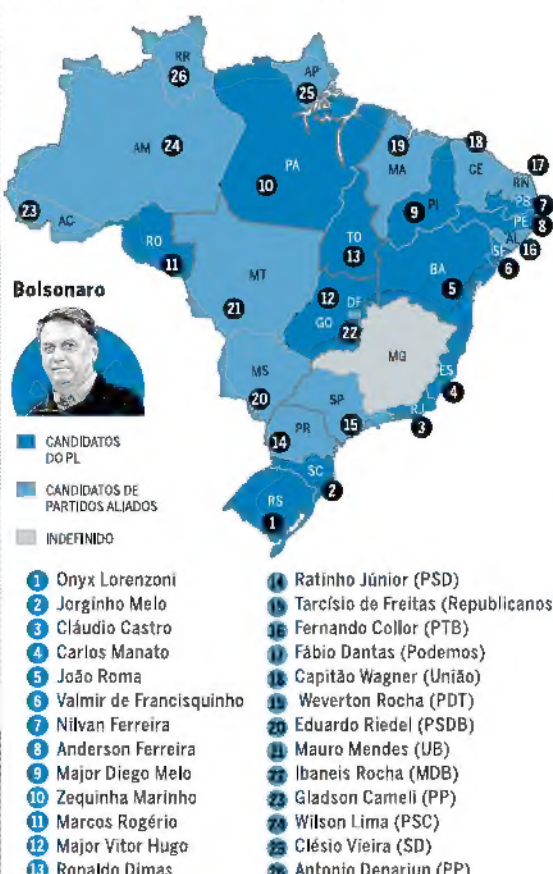 RR
26
AP
25
AM 24
PA
10
19
MA
18
CE
17
RN
PB 7
PE 8
AL 16
SE 6
9 PI
23
AC
RO
11
TO
13
MT
21
BA
5
12 DF
GO 22
MG
ES
4
RJ
3
MS
20
SP
15
PR
14
SC
2
RS
1
Bolsonaro
CANDIDATOS
DO PL
CANDIDATOS DE
PARTIDOS ALIADOS
INDEFINIDO
1 Onyx Lorenzoni
2 Jorginho Melo
3 Cláudio Castro
4 Carlos Manato
5 João Roma
6 Valmir de Francisquinho
7 Nilvan Ferreira
8 Anderson Ferreira
9 Major Diego Melo
10 Zequinha Marinho
11 Marcos Rogério
12 Major Vitor Hugo
13 Ronaldo Dimas
14 Ratinho Júnior (PSD)
15 Tarcísio de Freitas (Republicanos
16 Fernando Collor (PTB)
17 Fábio Dantas (Podemos)
18 Capitão Wagner (União)
19 Weverton Rocha (PDT)
20 Eduardo Riedel (PSDB)
21 Mauro Mendes (UB)
22 Ibaneis Rocha (MDB)
23 Gladson Cameli (PP)
24 Wilson Lima (PSC)
25 Clésio Vieira (SD)
26 Antonio Denarium (PP)